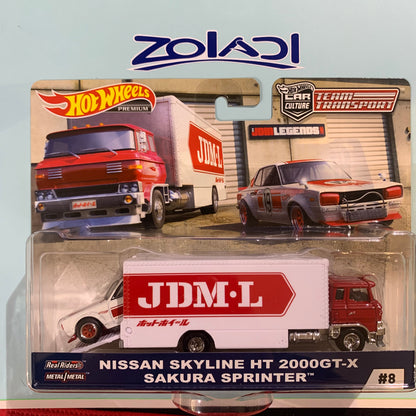 ZOLACI
Hot Wheels
PREMIUM
CAR CULTURE
TEAM TRANSPORT
JDM LEGENDS
JDM·L
JDM·L
ホットホイール
Real Riders
METAL/METAL
NISSAN SKYLINE HT 2000GT-X
SAKURA SPRINTER™
#8